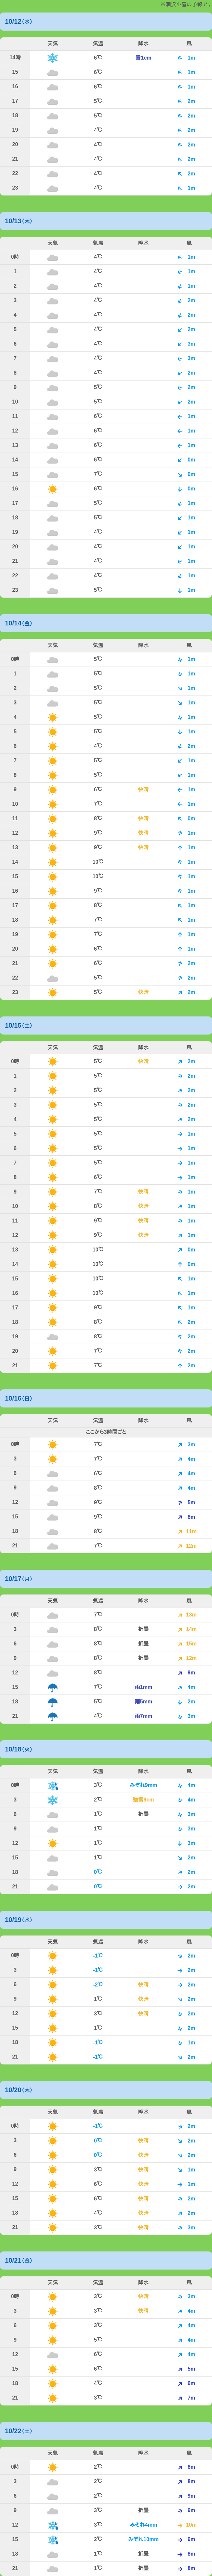 10/12(水)
天気 気温 降水 風
14時 6℃ 雪1cm 1m
15 6℃ 1m
16 6℃ 1m
17 5℃ 2m
18 5℃ 2m
19 4℃ 2m
20 4℃ 2m
21 4℃ 2m
22 4℃ 2m
23 4℃ 1m
10/13(木)
天気 気温 降水 風
0時 4℃ 1m
1 4℃ 1m
2 4℃ 1m
3 4℃ 2m
4 4℃ 2m
5 4℃ 2m
6 4℃ 3m
7 4℃ 3m
8 4℃ 2m
9 5℃ 2m
10 5℃ 2m
11 6℃ 1m
12 6℃ 1m
13 6℃ 1m
14 6℃ 0m
15 7℃ 0m
16 6℃ 0m
17 5℃ 1m
18 5℃ 1m
19 4℃ 1m
20 4℃ 1m
21 4℃ 1m
22 4℃ 1m
23 5℃ 1m
10/14(金)
天気 気温 降水 風
0時 5℃ 1m
1 5℃ 1m
2 5℃ 1m
3 5℃ 1m
4 5℃ 1m
5 5℃ 1m
6 4℃ 2m
7 5℃ 1m
8 5℃ 1m
9 6℃ 快晴 1m
10 7℃ 1m
11 8℃ 快晴 0m
12 9℃ 快晴 1m
13 9℃ 快晴 1m
14 10℃ 1m
15 10℃ 1m
16 9℃ 1m
17 8℃ 1m
18 7℃ 1m
19 7℃ 1m
20 6℃ 1m
21 6℃ 2m
22 5℃ 2m
23 5℃ 快晴 2m
10/15(土)
天気 気温 降水 風
0時 5℃ 快晴 2m
1 5℃ 2m
2 5℃ 2m
3 5℃ 2m
4 5℃ 2m
5 5℃ 1m
6 5℃ 1m
7 5℃ 1m
8 6℃ 1m
9 7℃ 快晴 1m
10 8℃ 快晴 1m
11 9℃ 快晴 1m
12 9℃ 快晴 1m
13 10℃ 0m
14 10℃ 0m
15 10℃ 1m
16 10℃ 1m
17 9℃ 1m
18 8℃ 2m
19 8℃ 2m
20 7℃ 2m
21 7℃ 2m
10/16(日)
天気 気温 降水 風
ここから3時間ごと
0時 7℃ 3m
3 7℃ 4m
6 6℃ 4m
9 8℃ 4m
12 9℃ 5m
15 9℃ 8m
18 8℃ 11m
21 7℃ 12m
10/17(月)
天気 気温 降水 風
0時 7℃ 13m
3 8℃ 折畳 14m
6 8℃ 折畳 15m
9 8℃ 折畳 12m
12 8℃ 9m
15 7℃ 雨1mm 4m
18 5℃ 雨5mm 2m
21 4℃ 雨7mm 3m
10/18(火)
天気 気温 降水 風
0時 3℃ みぞれ9mm 4m
3 2℃ 強雪9cm 4m
6 1℃ 折畳 3m
9 1℃ 3m
12 1℃ 3m
15 1℃ 2m
18 0℃ 2m
21 0℃ 2m
10/19(水)
天気 気温 降水 風
0時 -1℃ 2m
3 -1℃ 2m
6 -2℃ 快晴 2m
9 1℃ 快晴 2m
12 3℃ 快晴 2m
15 1℃ 2m
18 -1℃ 1m
21 -1℃ 2m
10/20(木)
天気 気温 降水 風
0時 -1℃ 2m
3 0℃ 快晴 2m
6 0℃ 快晴 2m
9 3℃ 快晴 1m
12 6℃ 快晴 1m
15 6℃ 快晴 2m
18 4℃ 快晴 2m
21 3℃ 快晴 3m
10/21(金)
天気 気温 降水 風
0時 3℃ 快晴 3m
3 3℃ 快晴 4m
6 3℃ 4m
9 5℃ 4m
12 6℃ 4m
15 6℃ 5m
18 4℃ 6m
21 3℃ 7m
10/22(土)
天気 気温 降水 風
0時 2℃ 8m
3 2℃ 8m
6 2℃ 9m
9 3℃ 折畳 9m
12 3℃ みぞれ4mm 10m
15 2℃ みぞれ10mm 9m
18 1℃ 折畳 8m
21 1℃ 折畳 8m